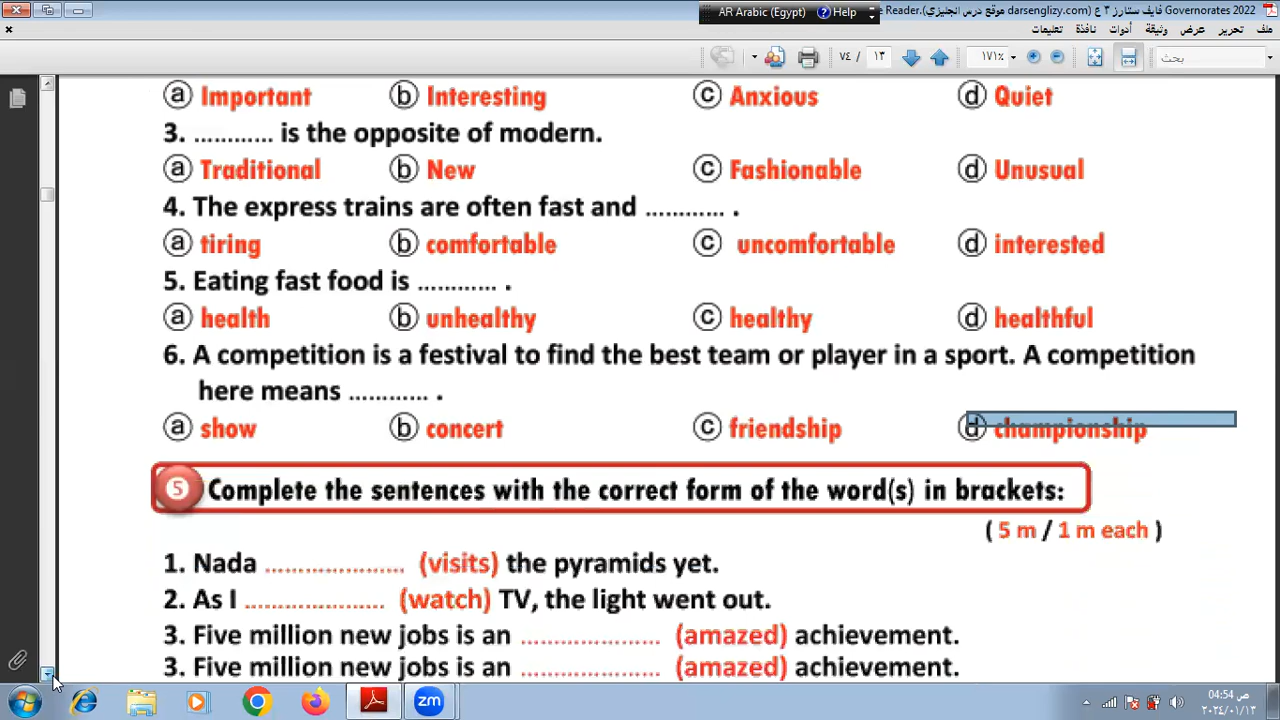 AR Arabic (Egypt) Help
Governorates 2022 فايف ستارز ٣ ع (darsenglizy.com موقع درس انجليزي).e Reader
ملف تحرير عرض وثيقة أدوات نافذة تعليمات
٧٤ / ١٣ ١٧١% بحث
a Important b Interesting c Anxious d Quiet
3. ............ is the opposite of modern.
a Traditional b New c Fashionable d Unusual
4. The express trains are often fast and ............ .
a tiring b comfortable c uncomfortable d interested
5. Eating fast food is ............ .
a health b unhealthy c healthy d healthful
6. A competition is a festival to find the best team or player in a sport. A competition
here means ............ .
a show b concert c friendship d championship
5 Complete the sentences with the correct form of the word(s) in brackets:
( 5 m / 1 m each )
1. Nada ..................... (visits) the pyramids yet.
2. As I ..................... (watch) TV, the light went out.
3. Five million new jobs is an ..................... (amazed) achievement.
3. Five million new jobs is an ..................... (amazed) achievement.
zm
04:54 ص
٢٠٢٤/٠١/١٣